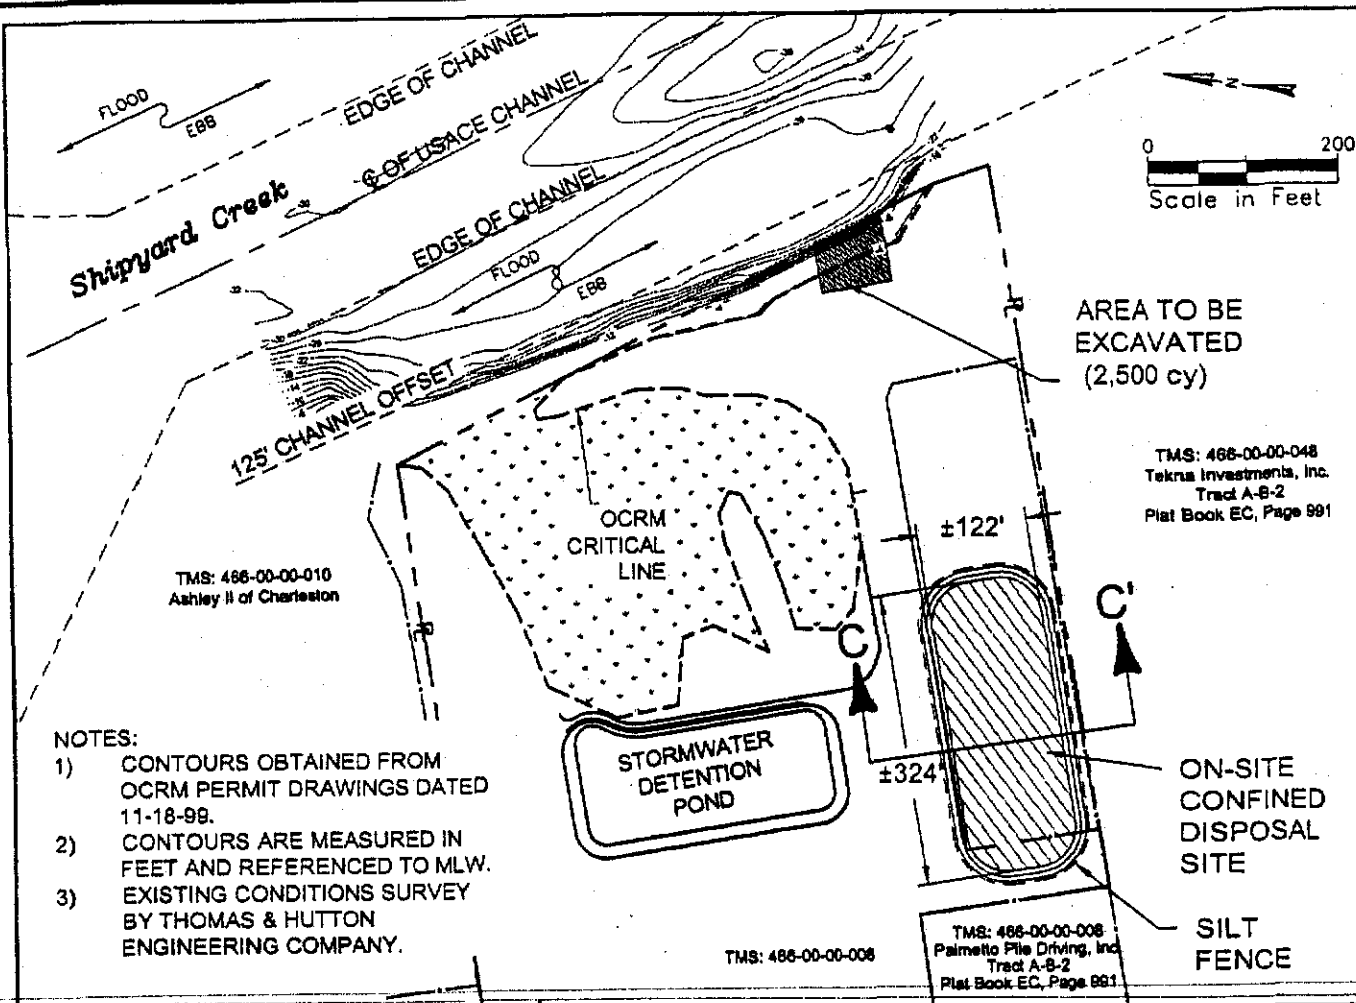 FLOOD
EBB
EDGE OF CHANNEL
℄ OF USACE CHANNEL
Shipyard Creek
EDGE OF CHANNEL
FLOOD
EBB
125' CHANNEL OFFSET
N
0 200
Scale in Feet
AREA TO BE
EXCAVATED
(2,500 cy)
TMS: 466-00-00-048
Tekna Investments, Inc.
Tract A-B-2
Plat Book EC, Page 991
OCRM
CRITICAL
LINE
±122'
TMS: 466-00-00-010
Ashley II of Charleston
C
C'
±324'
STORMWATER
DETENTION
POND
ON-SITE
CONFINED
DISPOSAL
SITE
SILT
FENCE
NOTES:
1) CONTOURS OBTAINED FROM
OCRM PERMIT DRAWINGS DATED
11-18-99.
2) CONTOURS ARE MEASURED IN
FEET AND REFERENCED TO MLW.
3) EXISTING CONDITIONS SURVEY
BY THOMAS & HUTTON
ENGINEERING COMPANY.
TMS: 466-00-00-008
TMS: 466-00-00-008
Palmetto Pile Driving, Inc
Tract A-B-2
Plat Book EC, Page 991